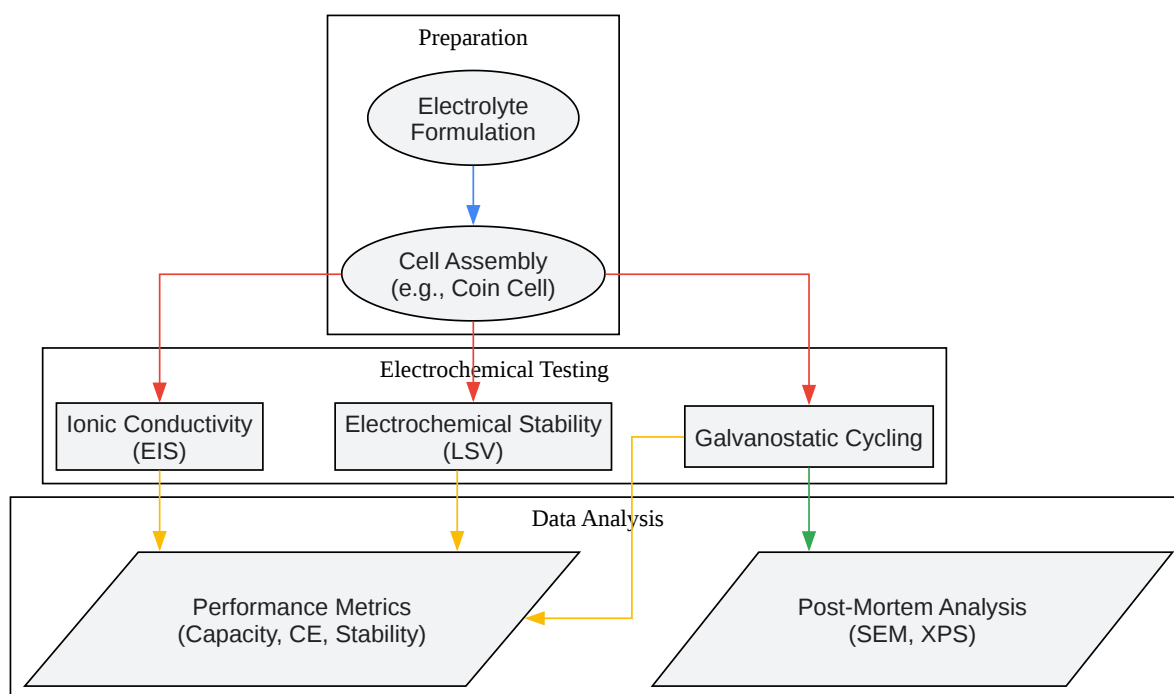 Preparation
Electrolyte
Formulation
Cell Assembly
(e.g., Coin Cell)
Electrochemical Testing
Ionic Conductivity
(EIS)
Electrochemical Stability
(LSV)
Galvanostatic Cycling
Data Analysis
Performance Metrics
(Capacity, CE, Stability)
Post-Mortem Analysis
(SEM, XPS)